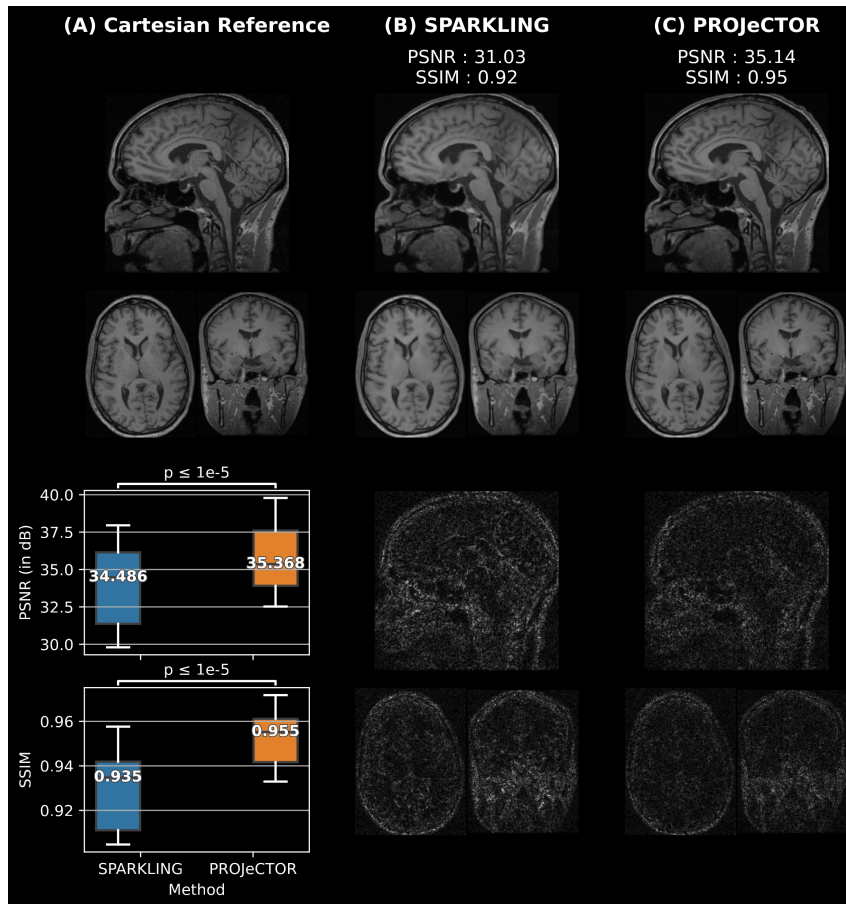 (A) Cartesian Reference
(B) SPARKLING
(C) PROJeCTOR
PSNR : 31.03
SSIM : 0.92
PSNR : 35.14
SSIM : 0.95
p ≤ 1e-5
PSNR (in dB)
40.0
37.5
35.0
32.5
30.0
34.486
35.368
p ≤ 1e-5
SSIM
0.96
0.94
0.92
0.935
0.955
SPARKLING
PROJeCTOR
Method